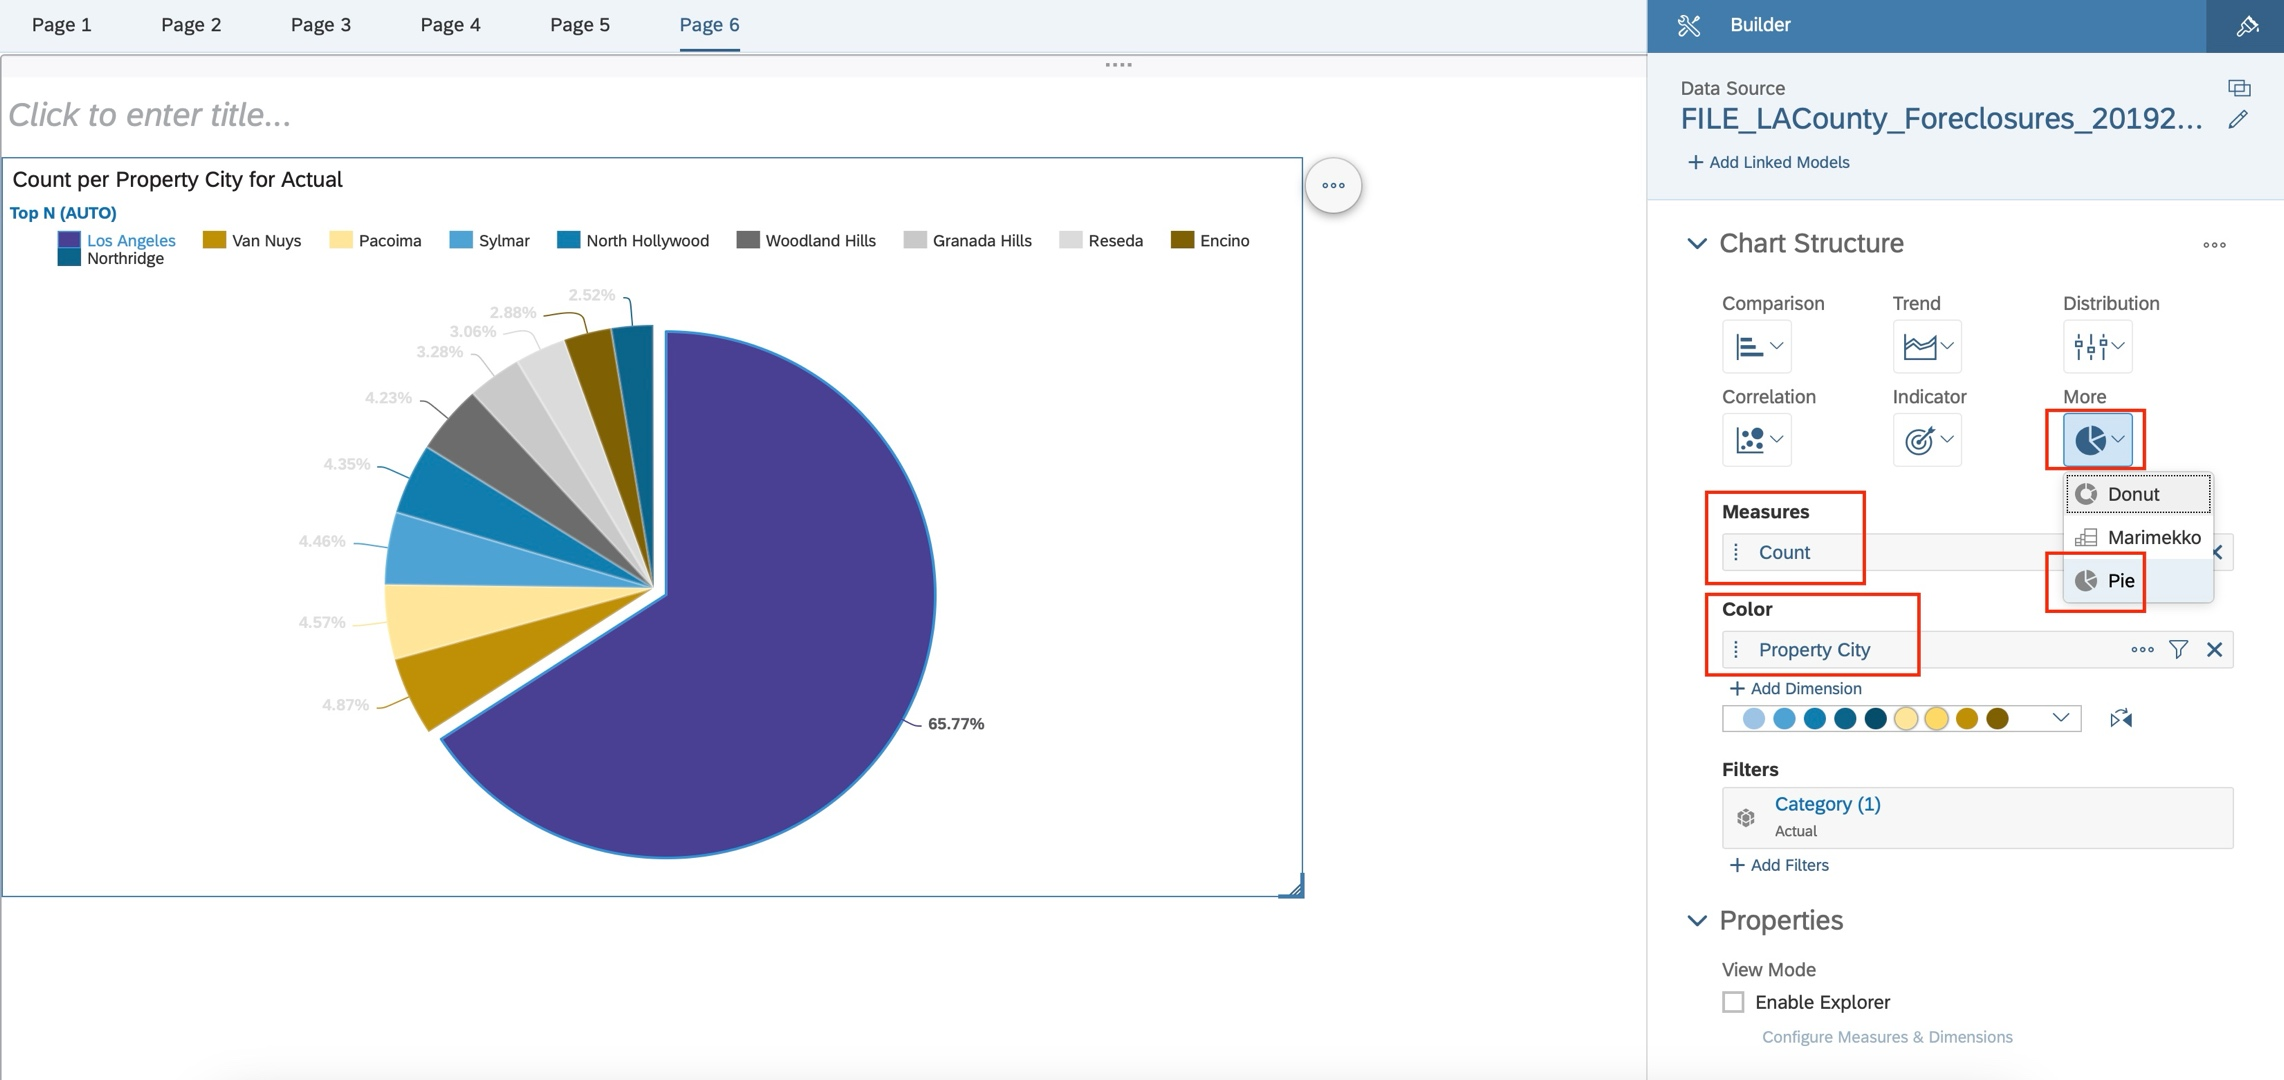 Page 1 Page 2 Page 3 Page 4 Page 5 Page 6
Click to enter title...
Count per Property City for Actual
Top N (AUTO)
Los Angeles Van Nuys Pacoima Sylmar North Hollywood Woodland Hills Granada Hills Reseda Encino
Northridge
2.52%
2.88%
3.06%
3.28%
4.23%
4.35%
4.46%
4.57%
4.87%
65.77%
Builder
Data Source
FILE_LACounty_Foreclosures_20192...
+ Add Linked Models
Chart Structure
Comparison Trend Distribution
Correlation Indicator More
Donut
Marimekko
Pie
Measures
Count
Color
Property City
+ Add Dimension
Filters
Category (1)
Actual
+ Add Filters
Properties
View Mode
Enable Explorer
Configure Measures & Dimensions